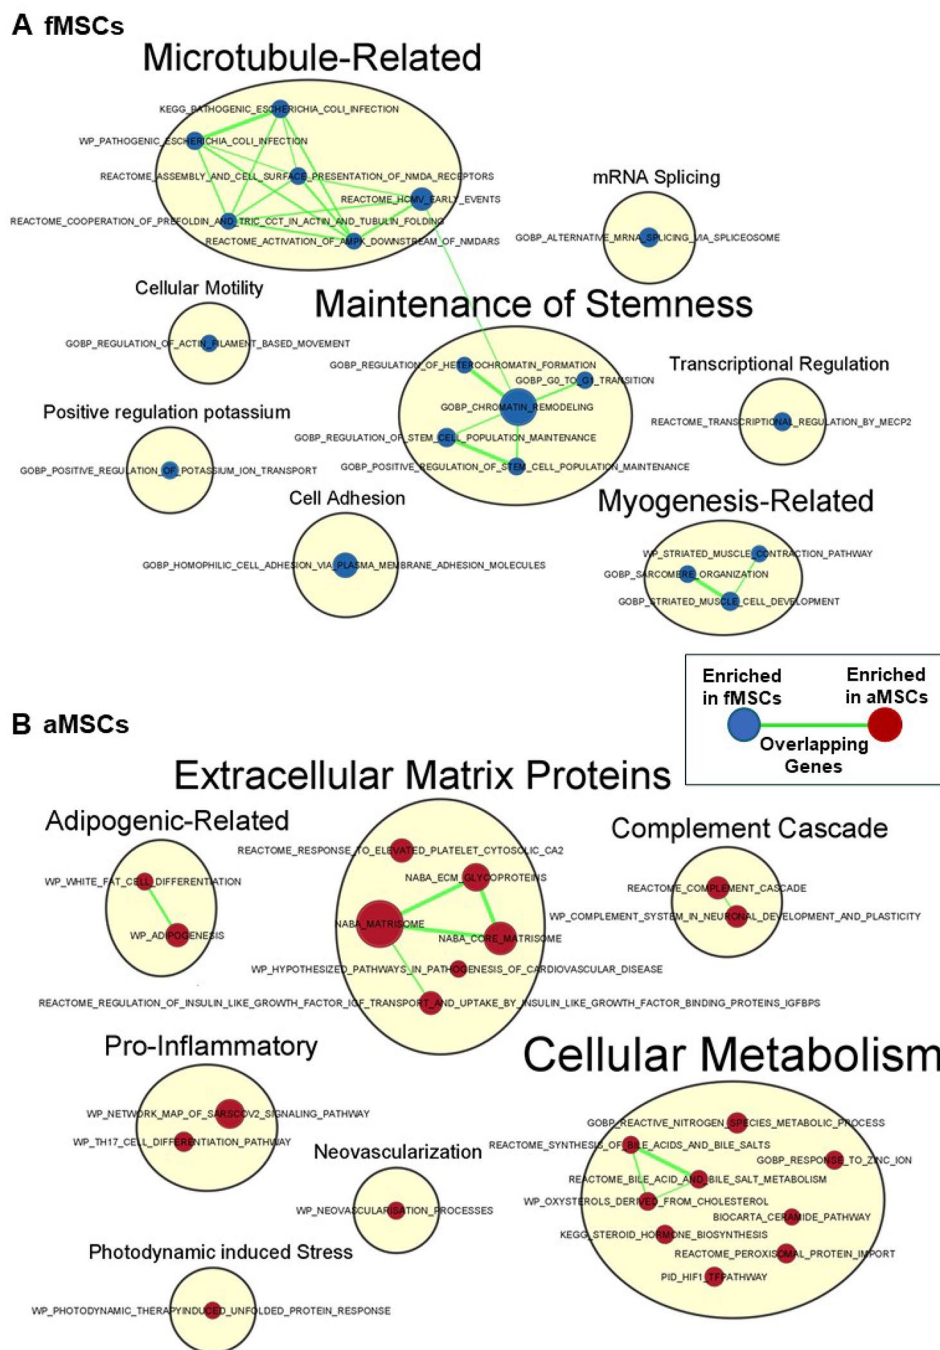 A fMSCs
Microtubule-Related
KEGG_PATHOGENIC_ESCHERICHIA_COLI_INFECTION
WP_PATHOGENIC_ESCHERICHIA_COLI_INFECTION
REACTOME_ASSEMBLY_AND_CELL_SURFACE_PRESENTATION_OF_NMDA_RECEPTORS
REACTOME_HCMV_EARLY_EVENTS
REACTOME_COOPERATION_OF_PREFOLDIN_AND_TRIC_CCT_IN_ACTIN_AND_TUBULIN_FOLDING
REACTOME_ACTIVATION_OF_AMPK_DOWNSTREAM_OF_NMDARS
mRNA Splicing
GOBP_ALTERNATIVE_MRNA_SPLICING_VIA_SPLICEOSOME
Cellular Motility
GOBP_REGULATION_OF_ACTIN_FILAMENT_BASED_MOVEMENT
Maintenance of Stemness
GOBP_REGULATION_OF_HETEROCHROMATIN_FORMATION
GOBP_G0_TO_G1_TRANSITION
GOBP_CHROMATIN_REMODELING
GOBP_REGULATION_OF_STEM_CELL_POPULATION_MAINTENANCE
GOBP_POSITIVE_REGULATION_OF_STEM_CELL_POPULATION_MAINTENANCE
Transcriptional Regulation
REACTOME_TRANSCRIPTIONAL_REGULATION_BY_MECP2
Positive regulation potassium
GOBP_POSITIVE_REGULATION_OF_POTASSIUM_ION_TRANSPORT
Cell Adhesion
GOBP_HOMOPHILIC_CELL_ADHESION_VIA_PLASMA_MEMBRANE_ADHESION_MOLECULES
Myogenesis-Related
WP_STRIATED_MUSCLE_CONTRACTION_PATHWAY
GOBP_SARCOMERE_ORGANIZATION
GOBP_STRIATED_MUSCLE_CELL_DEVELOPMENT
Enriched
in fMSCs
Enriched
in aMSCs
Overlapping
Genes
B aMSCs
Extracellular Matrix Proteins
REACTOME_RESPONSE_TO_ELEVATED_PLATELET_CYTOSOLIC_CA2
NABA_ECM_GLYCOPROTEINS
NABA_MATRISOME
NABA_CORE_MATRISOME
WP_HYPOTHESIZED_PATHWAYS_IN_PATHOGENESIS_OF_CARDIOVASCULAR_DISEASE
REACTOME_REGULATION_OF_INSULIN_LIKE_GROWTH_FACTOR_IGF_TRANSPORT_AND_UPTAKE_BY_INSULIN_LIKE_GROWTH_FACTOR_BINDING_PROTEINS_IGFBPS
Adipogenic-Related
WP_WHITE_FAT_CELL_DIFFERENTIATION
WP_ADIPOGENESIS
Complement Cascade
REACTOME_COMPLEMENT_CASCADE
WP_COMPLEMENT_SYSTEM_IN_NEURONAL_DEVELOPMENT_AND_PLASTICITY
Pro-Inflammatory
WP_NETWORK_MAP_OF_SARSCOV2_SIGNALING_PATHWAY
WP_TH17_CELL_DIFFERENTIATION_PATHWAY
Cellular Metabolism
GOBP_REACTIVE_NITROGEN_SPECIES_METABOLIC_PROCESS
REACTOME_SYNTHESIS_OF_BILE_ACIDS_AND_BILE_SALTS
GOBP_RESPONSE_TO_ZINC_ION
REACTOME_BILE_ACID_AND_BILE_SALT_METABOLISM
WP_OXYSTEROLS_DERIVED_FROM_CHOLESTEROL
BIOCARTA_CERAMIDE_PATHWAY
KEGG_STEROID_HORMONE_BIOSYNTHESIS
REACTOME_PEROXISOMAL_PROTEIN_IMPORT
PID_HIF1_TFPATHWAY
Neovascularization
WP_NEOVASCULARISATION_PROCESSES
Photodynamic induced Stress
WP_PHOTODYNAMIC_THERAPYINDUCED_UNFOLDED_PROTEIN_RESPONSE